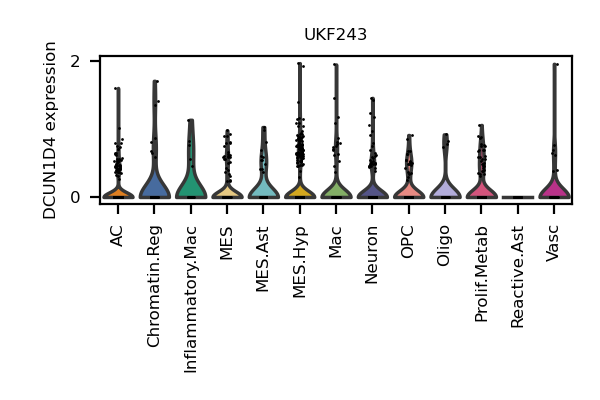 UKF243
DCUN1D4 expression
2
0
AC
Chromatin.Reg
Inflammatory.Mac
MES
MES.Ast
MES.Hyp
Mac
Neuron
OPC
Oligo
Prolif.Metab
Reactive.Ast
Vasc